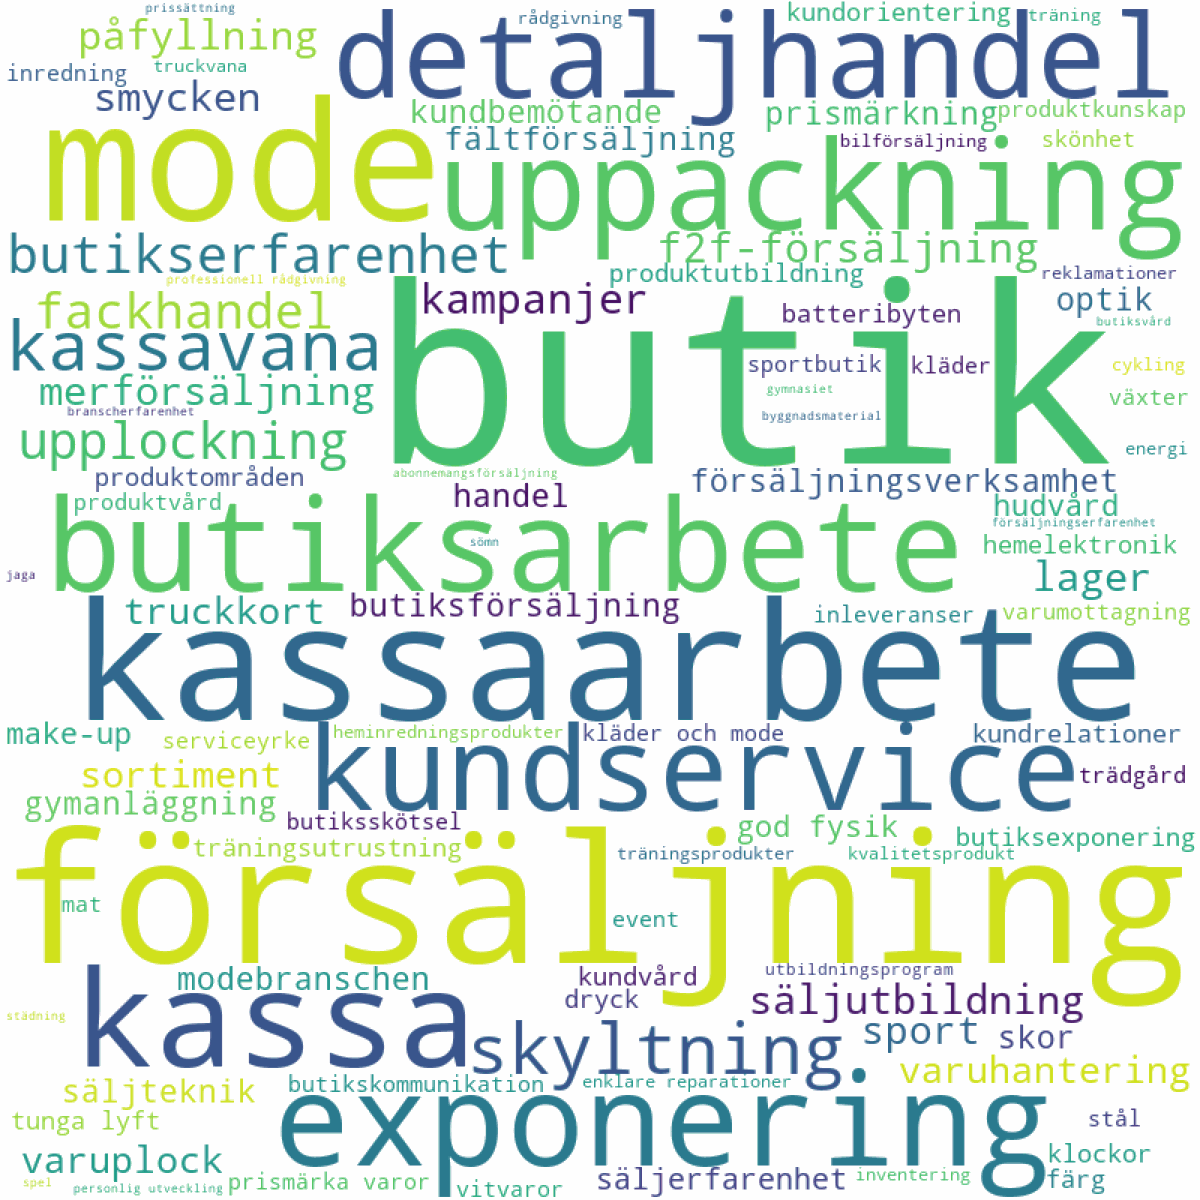 prissättning
rådgivning
kundorientering
träning
påfyllning
detaljhandel
inredning
truckvana
smycken
kundbemötande
prismärkning
produktkunskap
mode
fältförsäljning
bilförsäljning
skönhet
uppackning
butikserfarenhet
f2f-försäljning
professionell rådgivning
produktutbildning
reklamationer
fackhandel
kampanjer
butik
batteribyten
optik
butiksvård
kassavana
sportbutik
kläder
cykling
merförsäljning
gymnasiet
växter
branscherfarenhet
byggnadsmaterial
upplockning
energi
produktområden
abonnemangsförsäljning
försäljningsverksamhet
produktvård
handel
hudvård
butiksarbete
försäljningserfarenhet
sömn
hemelektronik
jaga
lager
truckkort
butiksförsäljning
inleveranser
varumottagning
kassaarbete
make-up
serviceyrke
heminredningsprodukter
kläder och mode
kundrelationer
kundservice
sortiment
trädgård
gymanläggning
butiksskötsel
god fysik
butiksexponering
träningsutrustning
träningsprodukter
kvalitetsprodukt
försäljning
mat
event
modebranschen
kundvård
utbildningsprogram
kassa
dryck
säljutbildning
städning
skyltning
sport
skor
säljteknik
butikskommunikation
enklare reparationer
varuhantering
tunga lyft
exponering
stål
varuplock
klockor
spel
personlig utveckling
prismärka varor
vitvaror
säljerfarenhet
inventering
färg